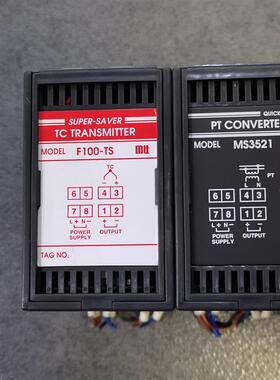 SUPER-SAVER
TC TRANSMITTER
MODEL F100-TS mtt
TC
- +
6 5 4 3
7 8 1 2
L+ N- + -
POWER SUPPLY OUTPUT
TAG NO.
QUICK
PT CONVERTE
MODEL MS3521
PT
6 5 4 3
7 8 1 2
L+ N- + -
POWER SUPPLY OUTPUT